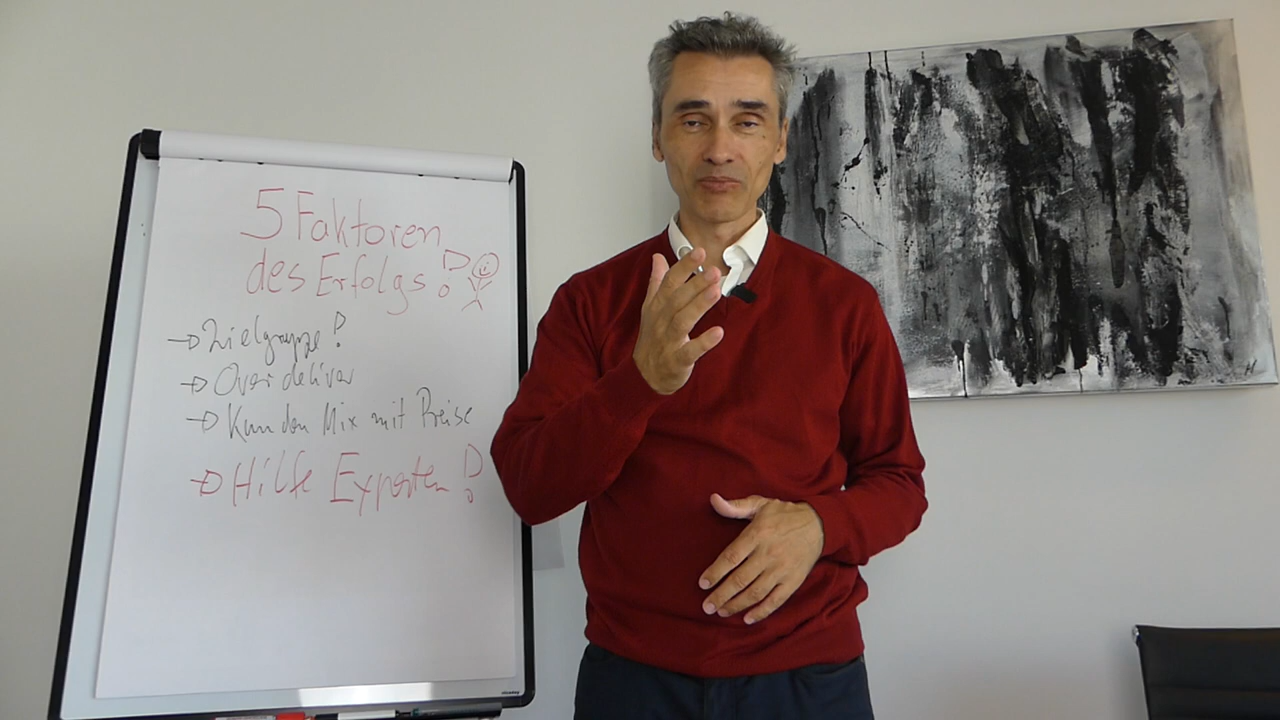 5 Faktoren
des Erfolgs!
→ Zielgruppe!
→ Over deliver
→ Kunden Mix mit Preise
→ Hilfe Experten!